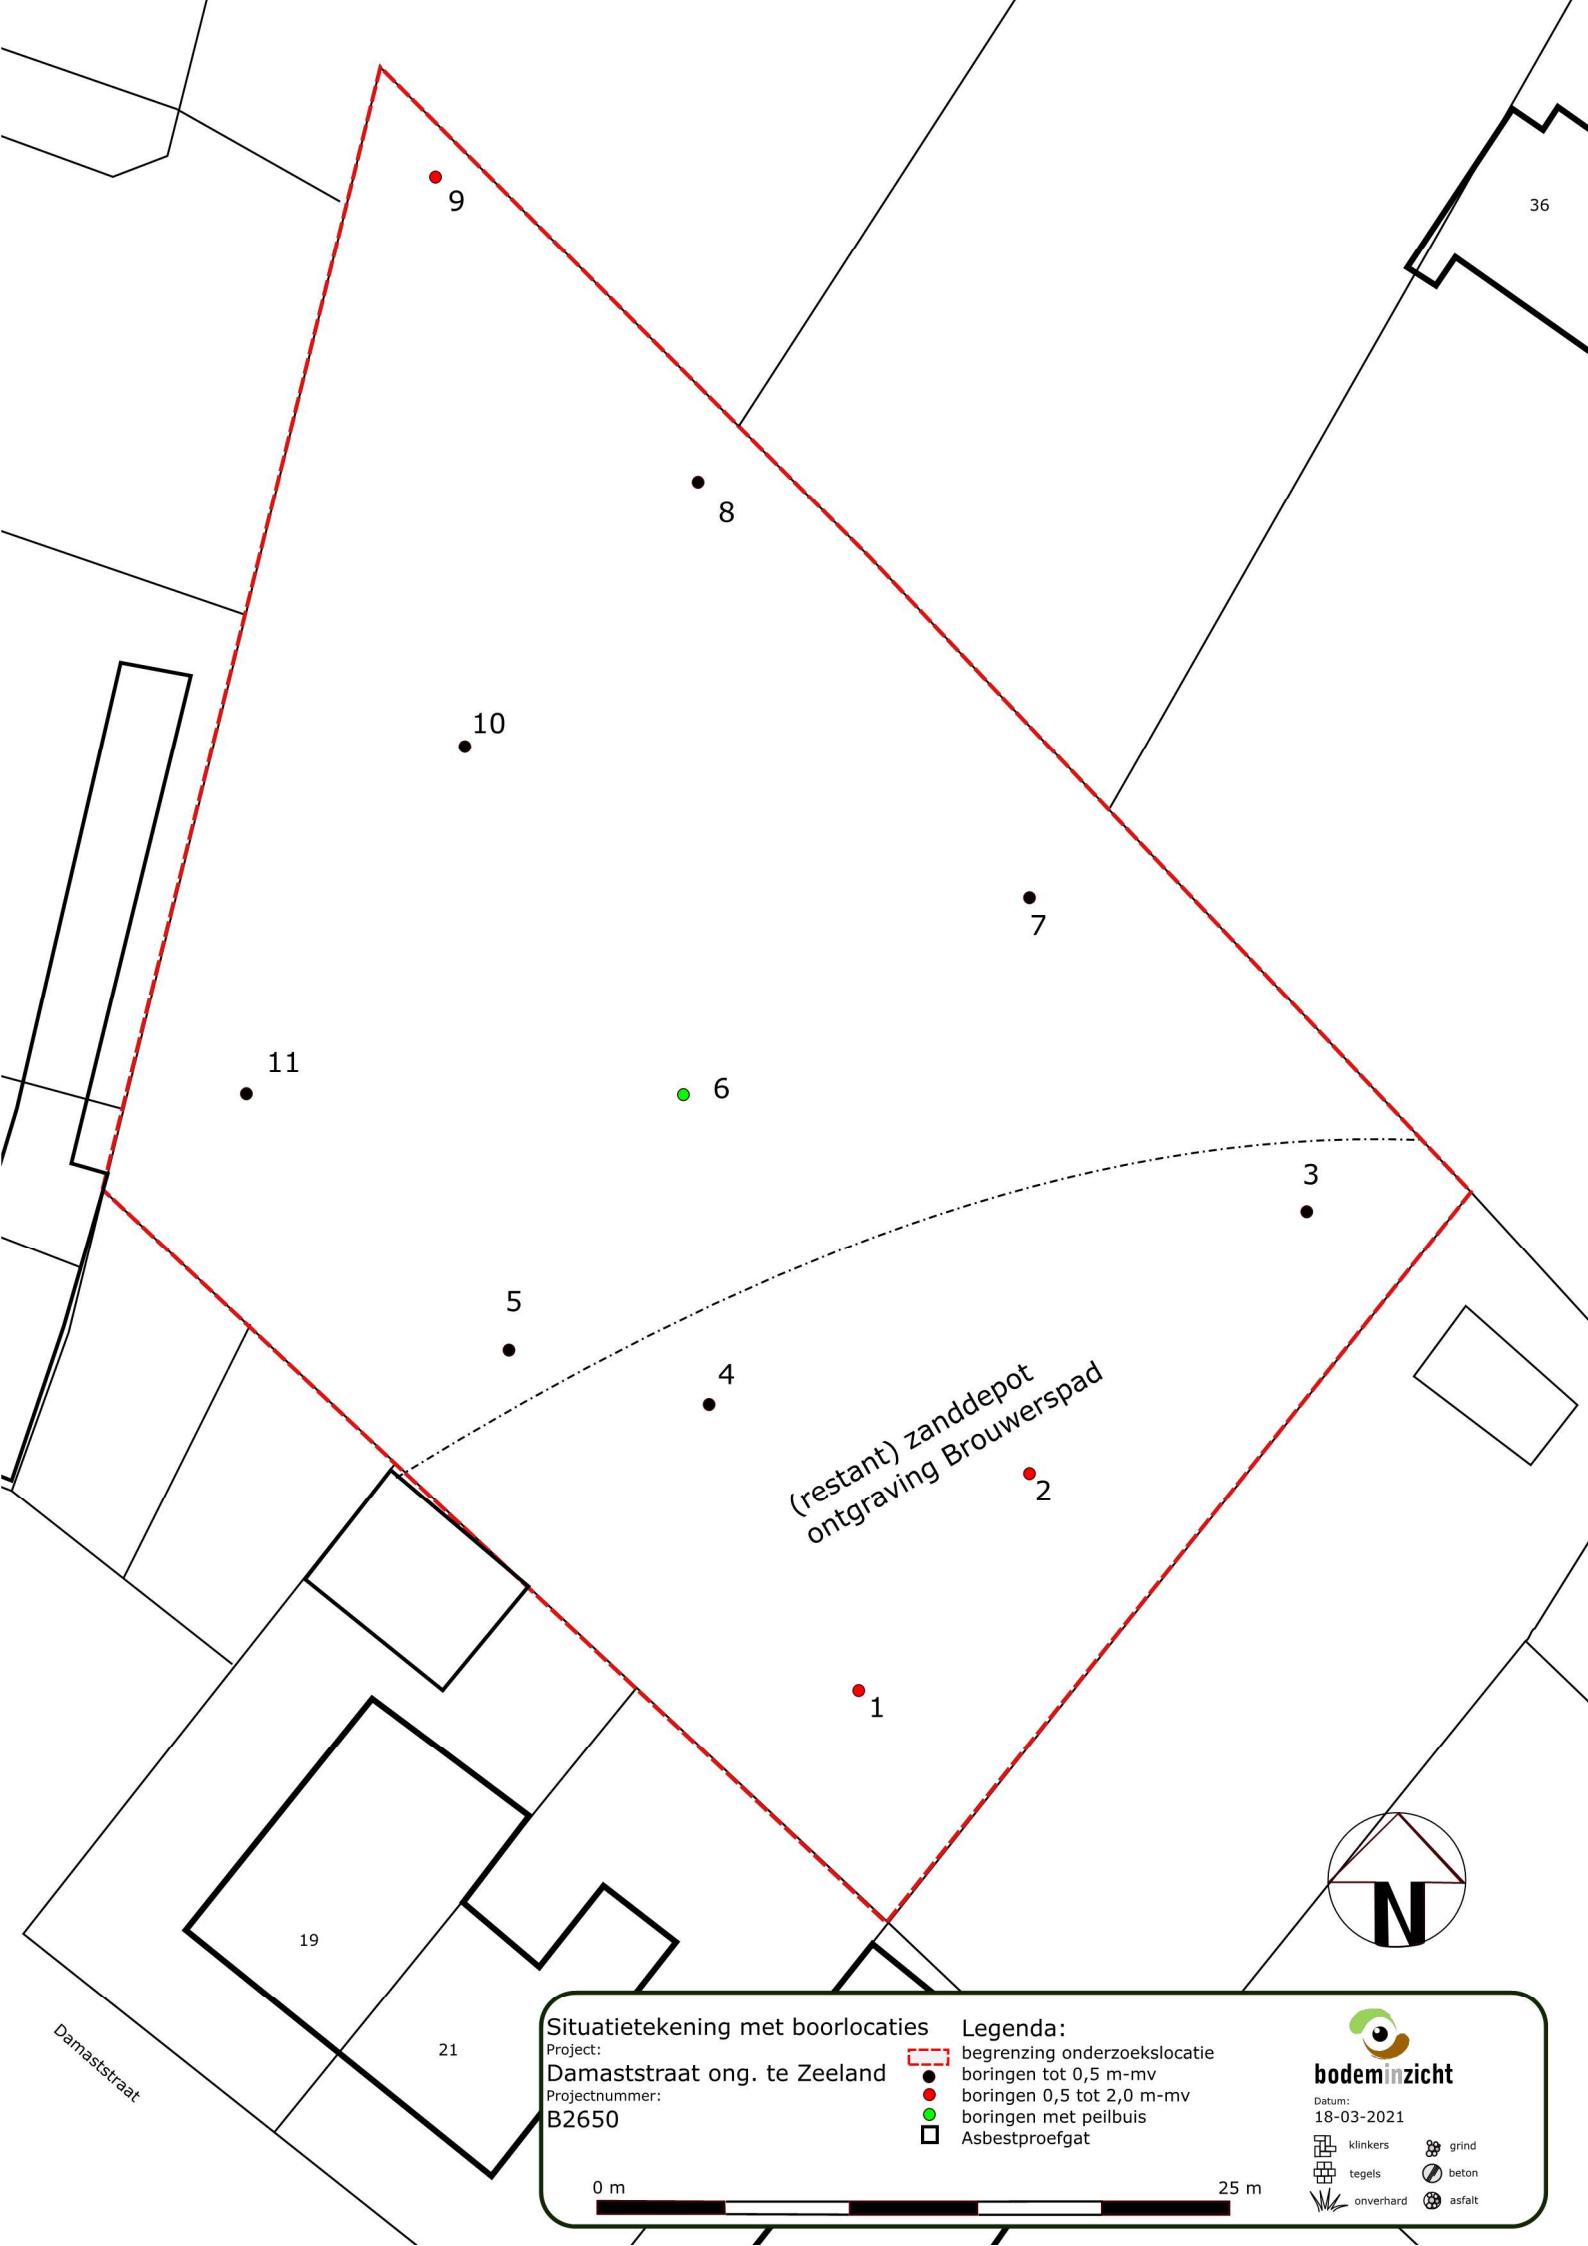 36
9
8
10
7
11
6
3
5
4
(restant) zanddepot
ontgraving Brouwerspad
2
1
N
19
21
Damaststraat
Situatietekening met boorlocaties
Project:
Damaststraat ong. te Zeeland
Projectnummer:
B2650
Legenda:
begrenzing onderzoekslocatie
boringen tot 0,5 m-mv
boringen 0,5 tot 2,0 m-mv
boringen met peilbuis
Asbestproefgat
0 m
25 m
bodeminzicht
Datum:
18-03-2021
klinkers
grind
tegels
beton
onverhard
asfalt